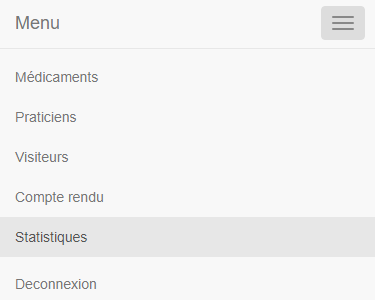 Menu
Médicaments
Praticiens
Visiteurs
Compte rendu
Statistiques
Deconnexion